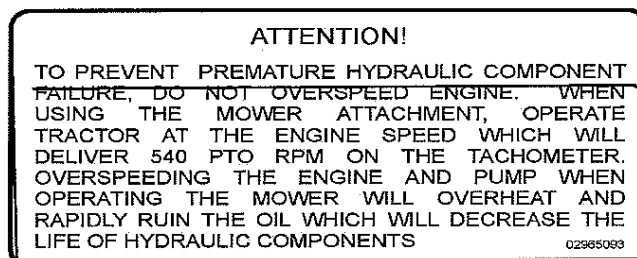 ATTENTION!
TO PREVENT PREMATURE HYDRAULIC COMPONENT
FAILURE, DO NOT OVERSPEED ENGINE. WHEN
USING THE MOWER ATTACHMENT, OPERATE
TRACTOR AT THE ENGINE SPEED WHICH WILL
DELIVER 540 PTO RPM ON THE TACHOMETER.
OVERSPEEDING THE ENGINE AND PUMP WHEN
OPERATING THE MOWER WILL OVERHEAT AND
RAPIDLY RUIN THE OIL WHICH WILL DECREASE THE
LIFE OF HYDRAULIC COMPONENTS 02965093